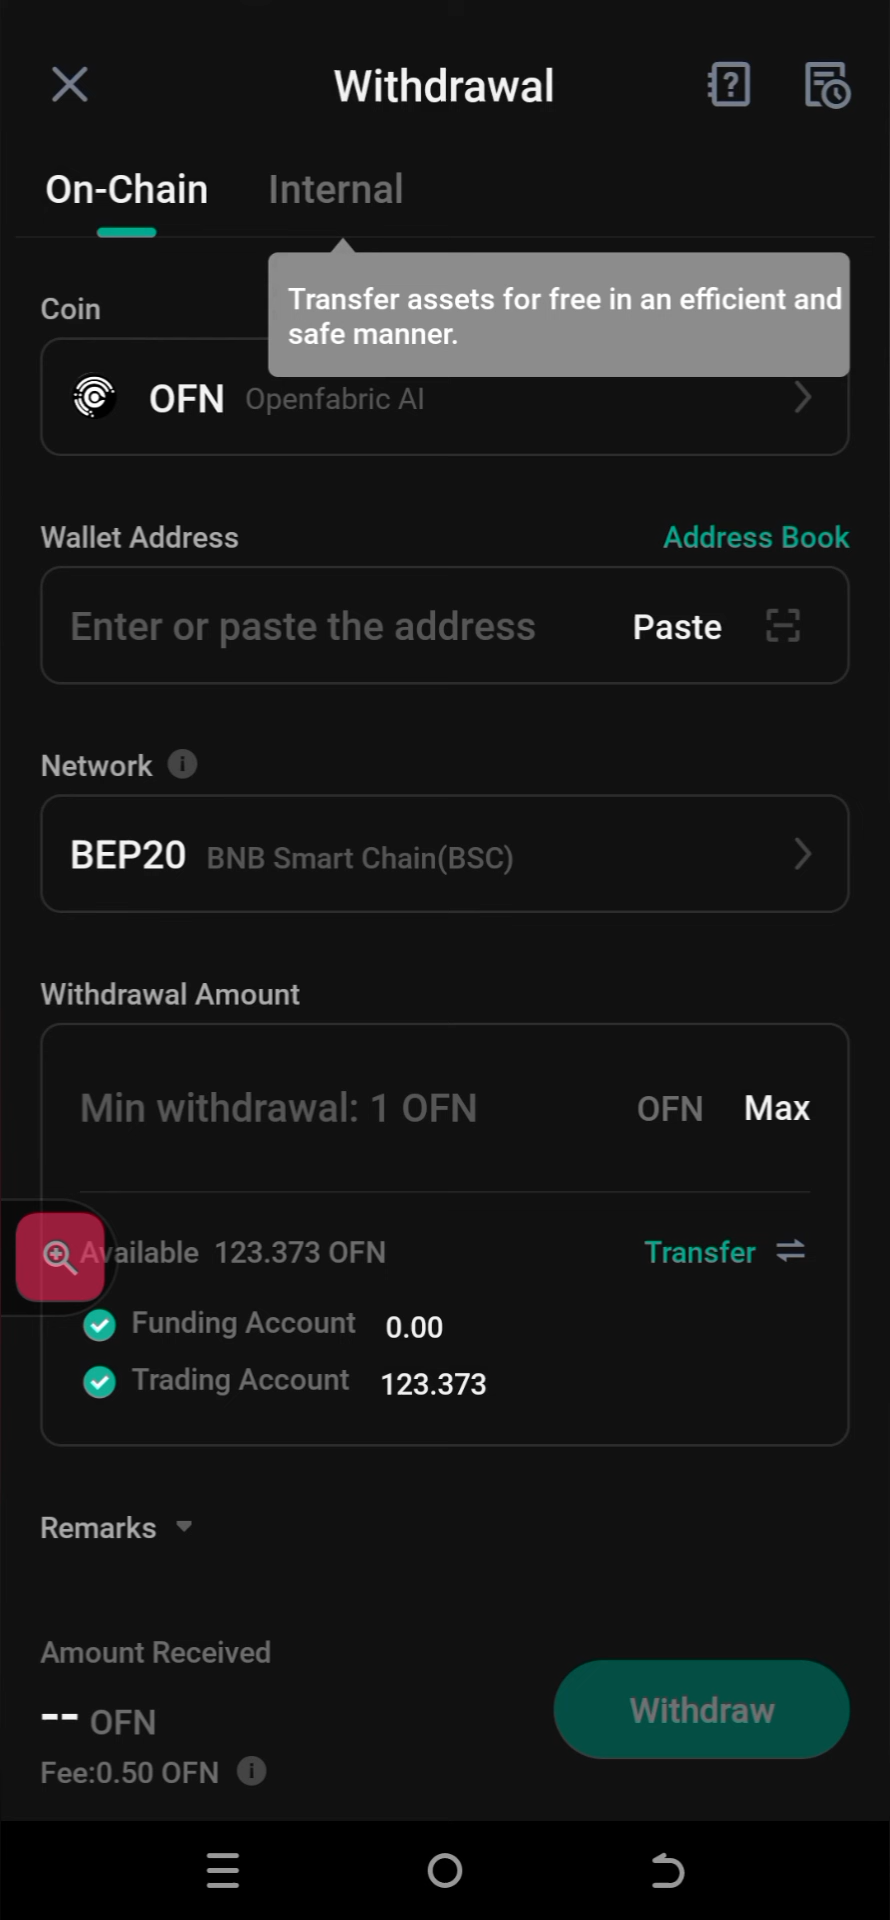 Withdrawal
On-Chain Internal
Transfer assets for free in an efficient and
safe manner.
Coin
OFN Openfabric AI
Wallet Address Address Book
Enter or paste the address Paste
Network
BEP20 BNB Smart Chain(BSC)
Withdrawal Amount
Min withdrawal: 1 OFN OFN Max
Available 123.373 OFN Transfer
Funding Account 0.00
Trading Account 123.373
Remarks
Amount Received
-- OFN
Withdraw
Fee:0.50 OFN